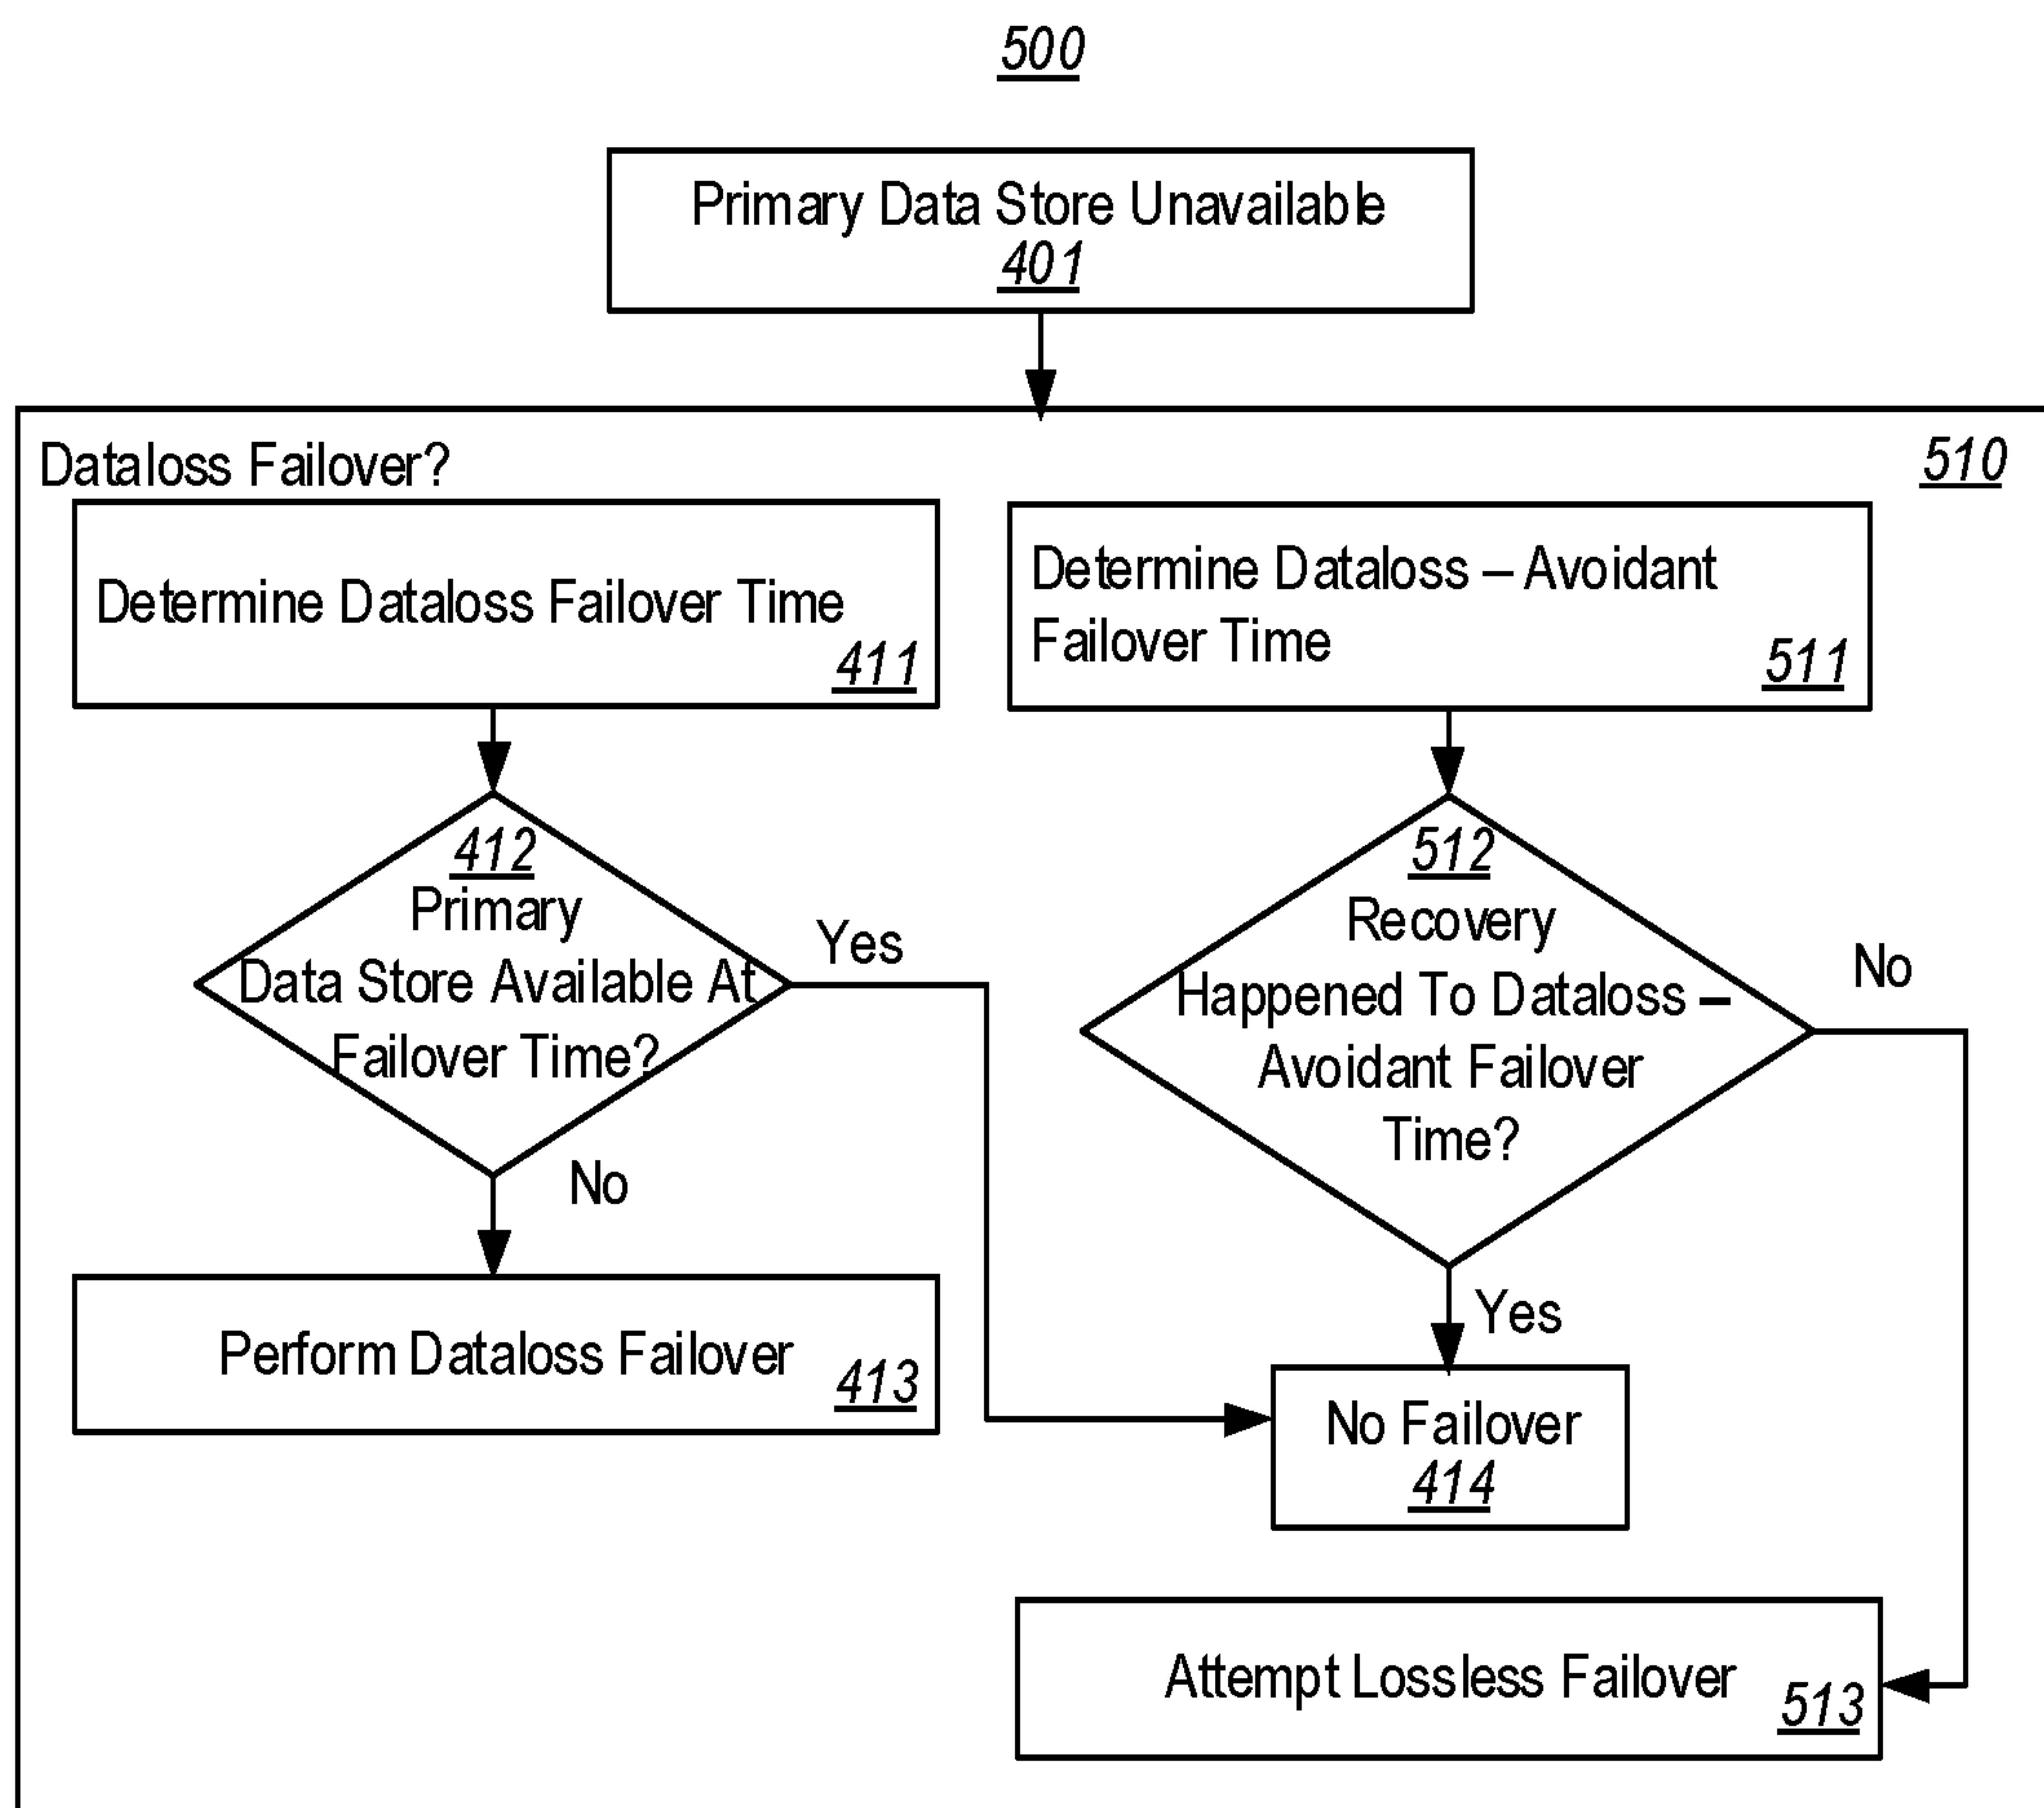 500
Primary Data Store Unavailable
401
Dataloss Failover?
510
Determine Dataloss Failover Time
411
Determine Dataloss – Avoidant
Failover Time
511
412
Primary
Data Store Available At
Failover Time?
Yes
No
512
Recovery
Happened To Dataloss –
Avoidant Failover
Time?
No
Yes
Perform Dataloss Failover
413
No Failover
414
Attempt Lossless Failover
513